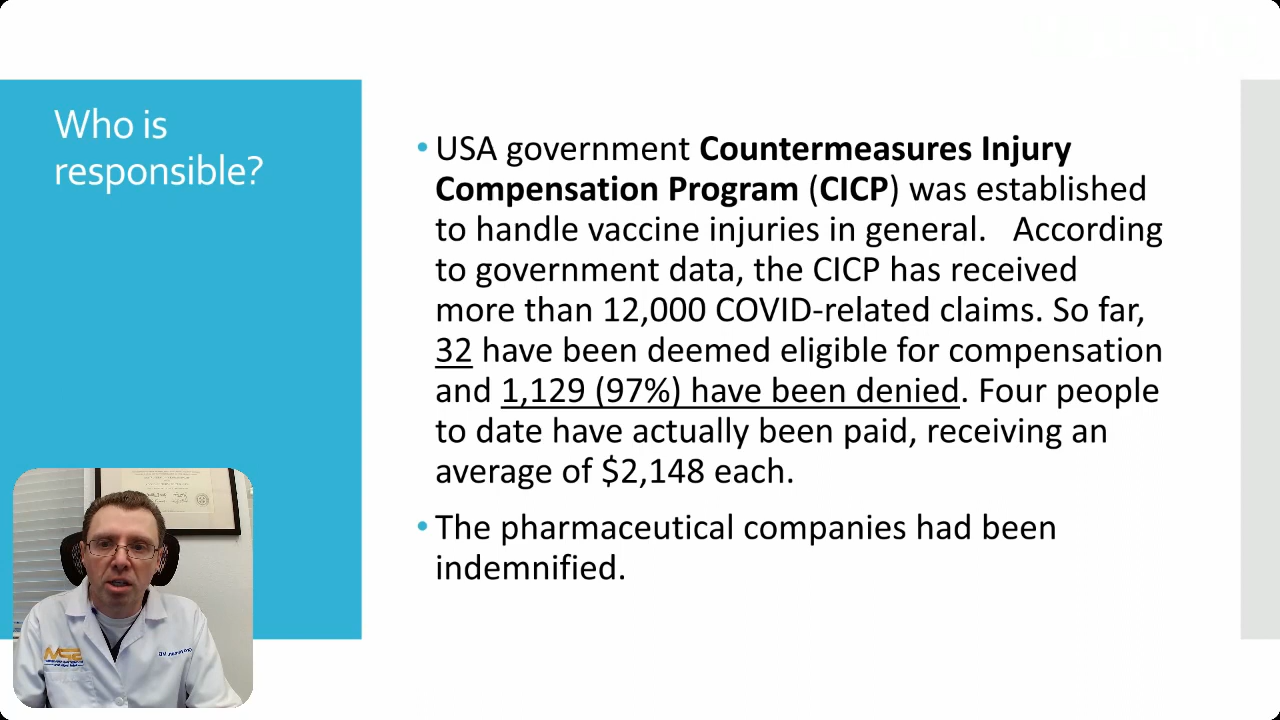 Who is
responsible?
• USA government Countermeasures Injury
Compensation Program (CICP) was established
to handle vaccine injuries in general. According
to government data, the CICP has received
more than 12,000 COVID-related claims. So far,
32 have been deemed eligible for compensation
and 1,129 (97%) have been denied. Four people
to date have actually been paid, receiving an
average of $2,148 each.
• The pharmaceutical companies had been
indemnified.